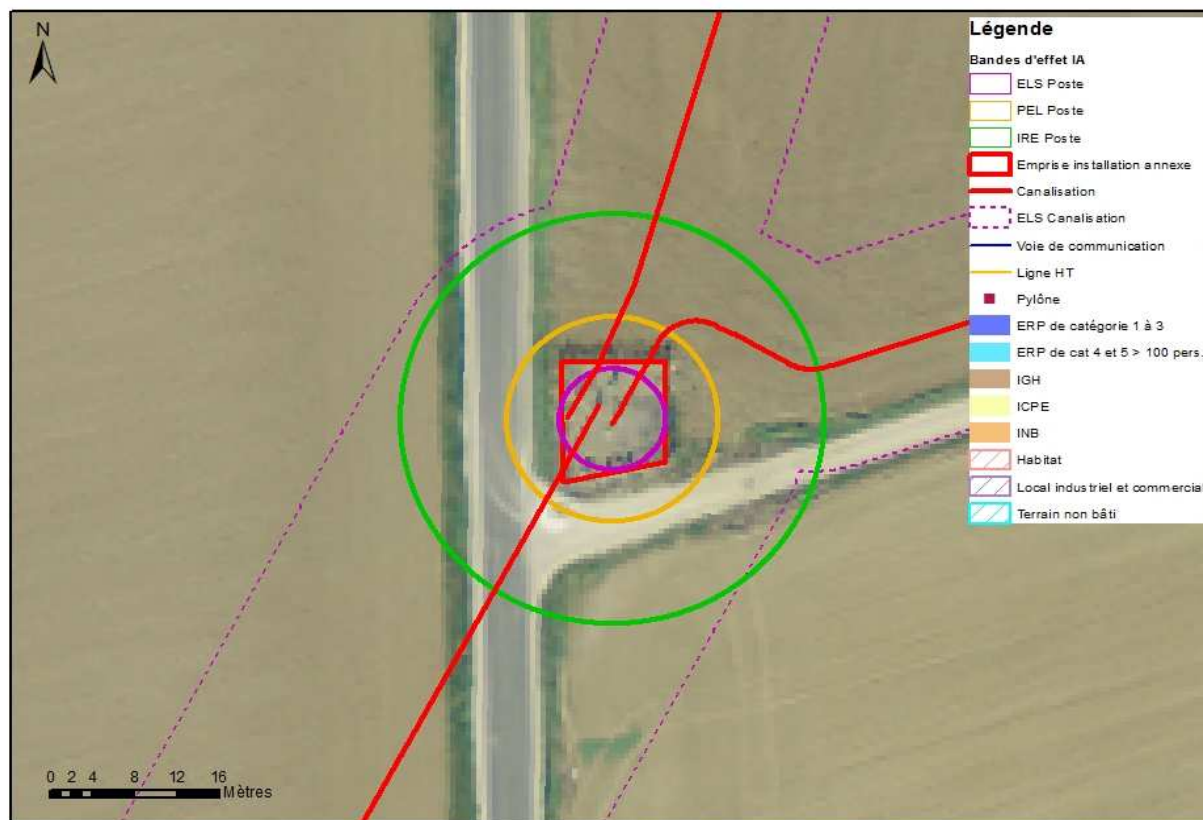 N
Légende
Bandes d'effet IA
ELS Poste
PEL Poste
IRE Poste
Emprise installation annexe
Canalisation
ELS Canalisation
Voie de communication
Ligne HT
Pylône
ERP de catégorie 1 à 3
ERP de cat 4 et 5 > 100 pers.
IGH
ICPE
INB
Habitat
Local industriel et commercial
Terrain non bâti
0 2 4 8 12 16
Mètres